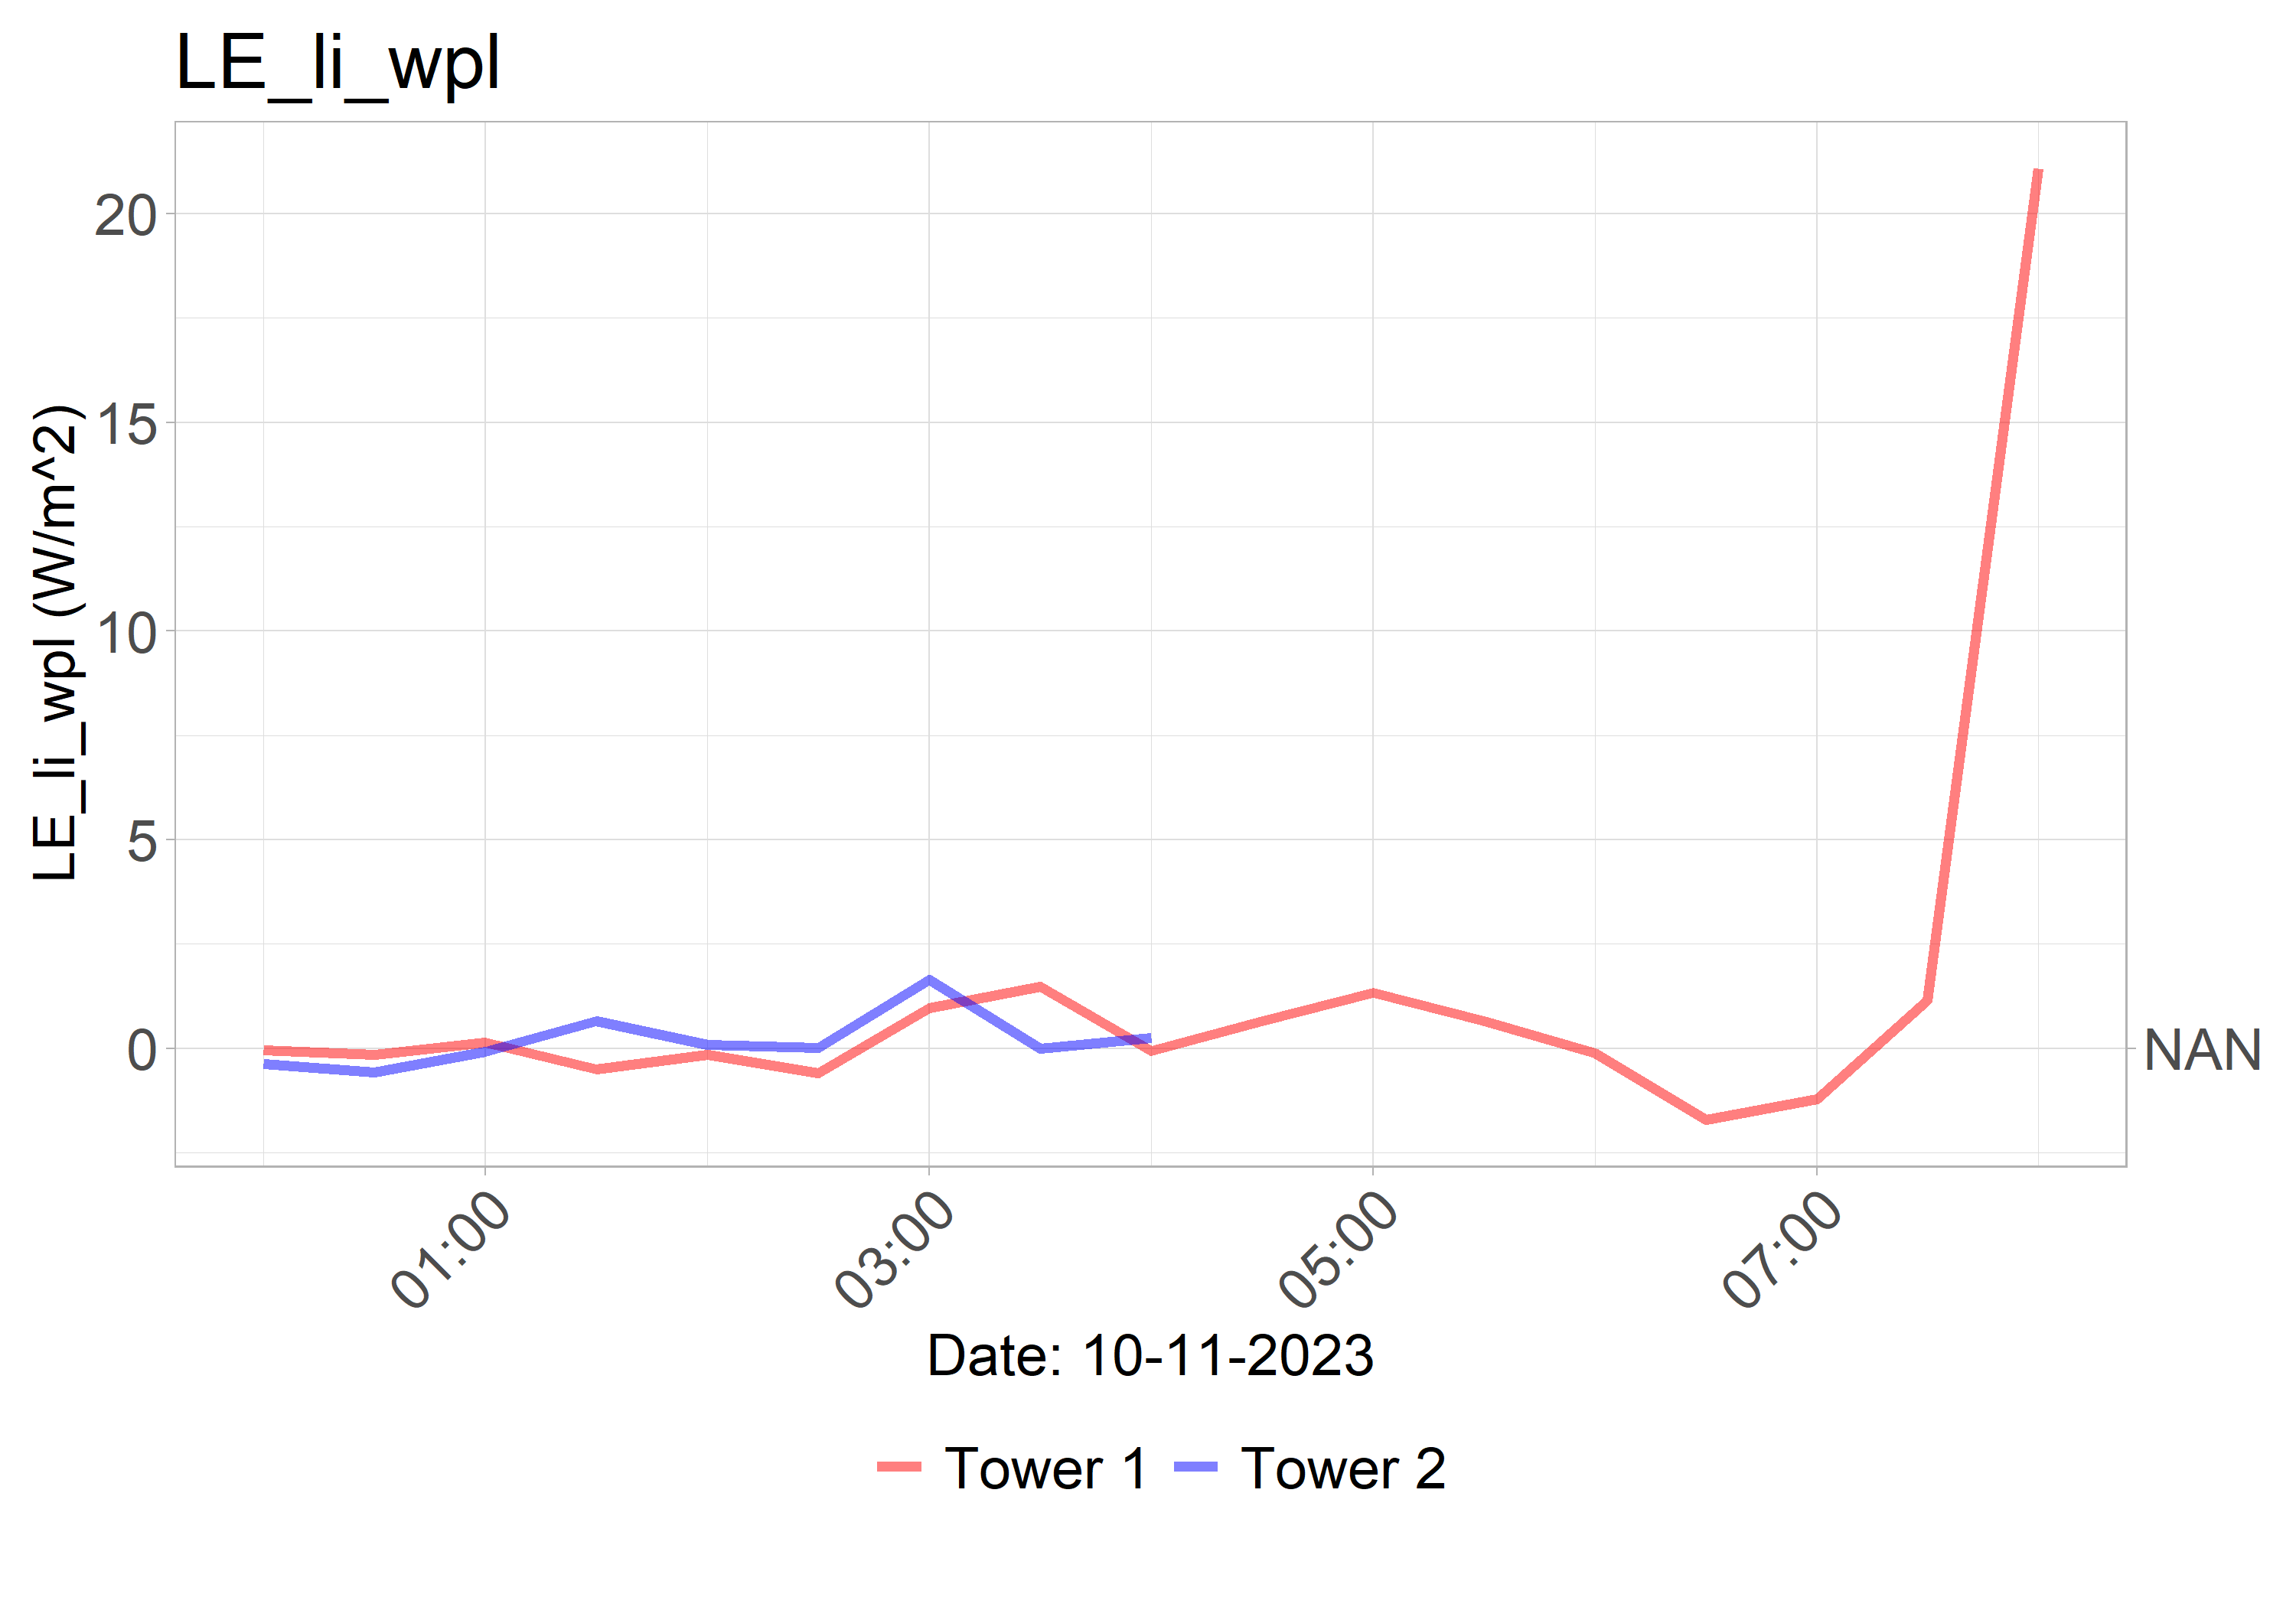 LE_li_wpl
LE_li_wpl (W/m^2)
20
15
10
5
0
NAN
01:00
03:00
05:00
07:00
Date: 10-11-2023
Tower 1
Tower 2